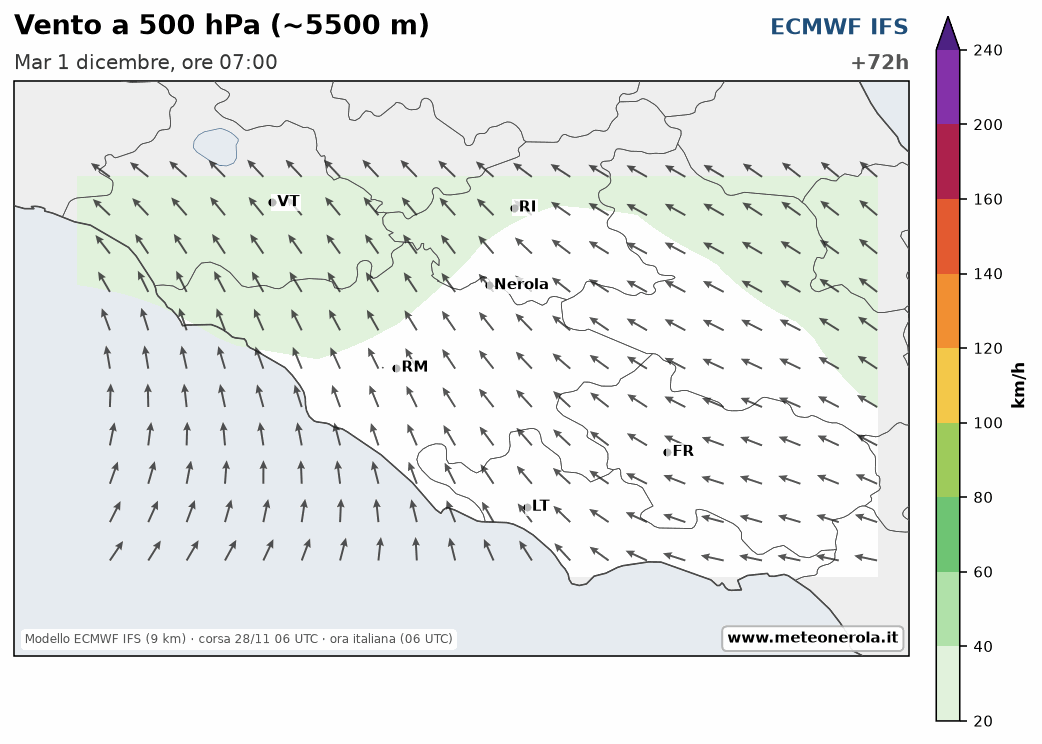 Vento a 500 hPa (~5500 m)
ECMWF IFS
Mar 1 dicembre, ore 07:00
+72h
240
200
160
140
120
100
80
60
40
20
km/h
VT
RI
Nerola
RM
FR
LT
Modello ECMWF IFS (9 km) · corsa 28/11 06 UTC · ora italiana (06 UTC)
www.meteonerola.it